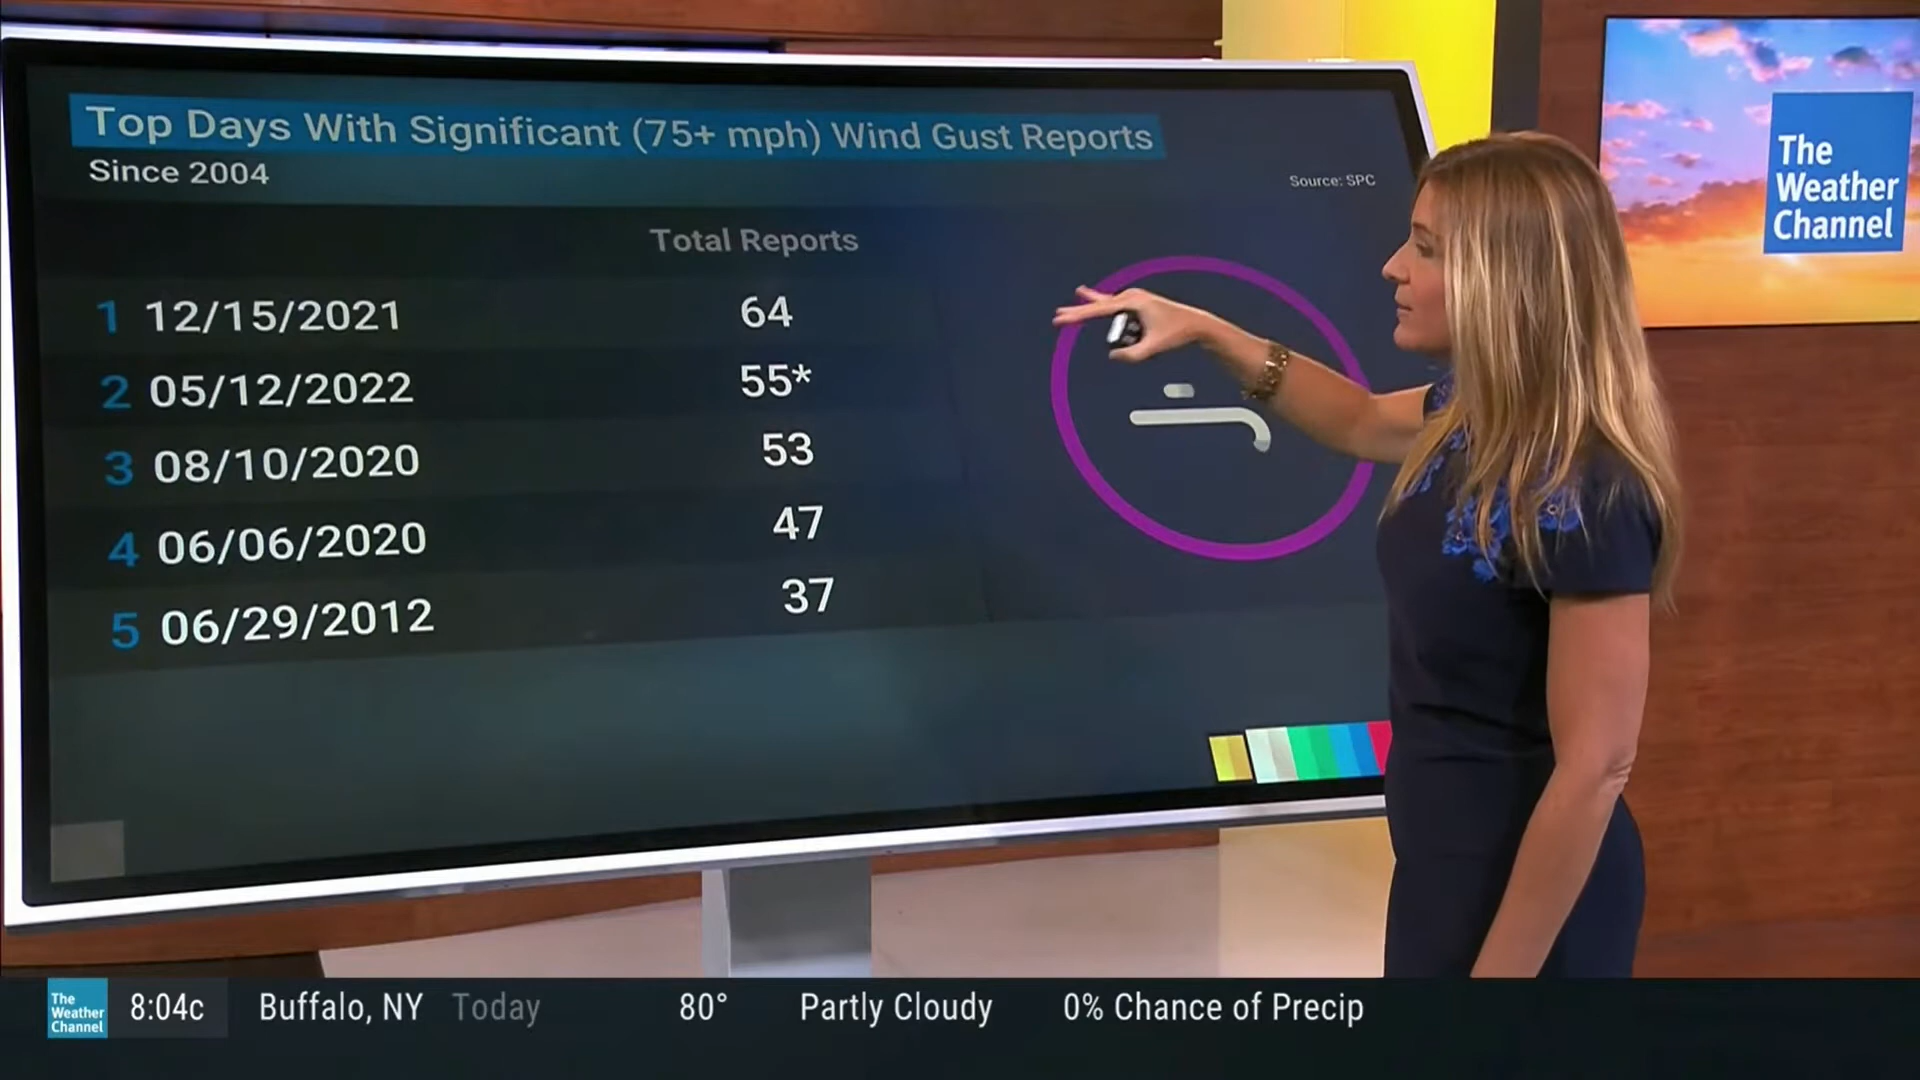 Top Days With Significant (75+ mph) Wind Gust Reports
Since 2004
Source: SPC
Total Reports
1 12/15/2021 64
2 05/12/2022 55*
3 08/10/2020 53
4 06/06/2020 47
5 06/29/2012 37
The
Weather
Channel
The
Weather
Channel
8:04c Buffalo, NY Today 80° Partly Cloudy 0% Chance of Precip